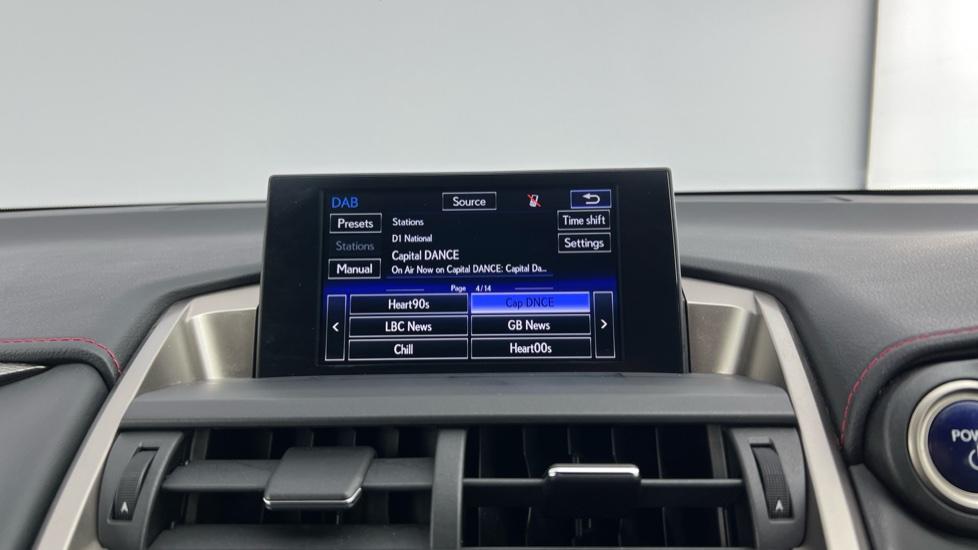 DAB
Source
Presets
Stations
Time shift
D1 National
Stations
Settings
Capital DANCE
Manual
On Air Now on Capital DANCE: Capital Da...
Page 4/14
Heart90s
Cap DNCE
<
LBC News
GB News
>
Chill
Heart00s
A
A